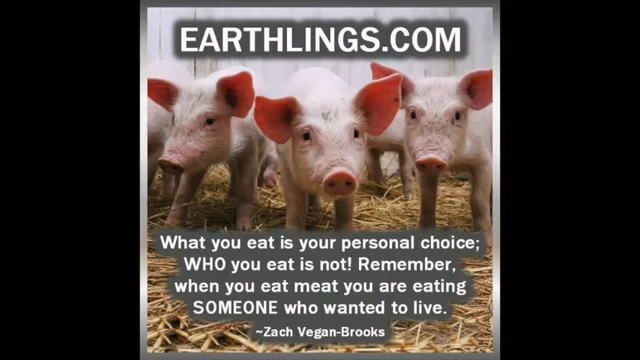 EARTHLINGS.COM
What you eat is your personal choice;
WHO you eat is not! Remember,
when you eat meat you are eating
SOMEONE who wanted to live.
~Zach Vegan-Brooks